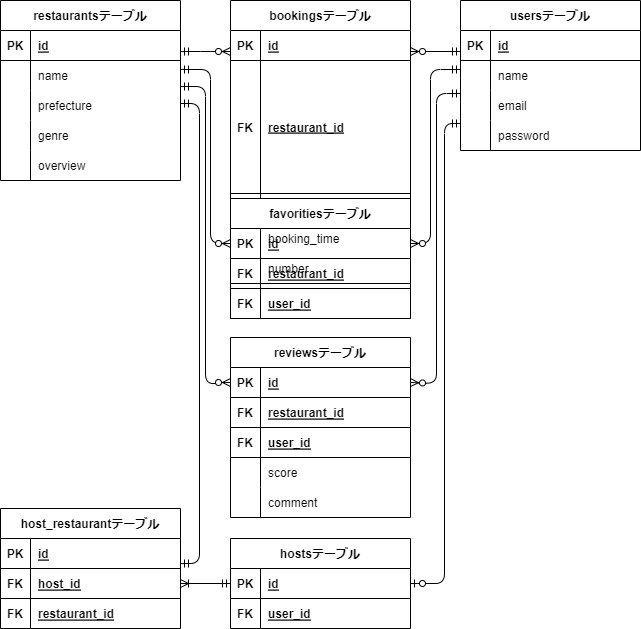 restaurantsテーブル
PK id
name
prefecture
genre
overview
bookingsテーブル
PK id
FK restaurant_id
booking_time
number
usersテーブル
PK id
name
email
password
favoritiesテーブル
PK id
FK restaurant_id
FK user_id
reviewsテーブル
PK id
FK restaurant_id
FK user_id
score
comment
host_restaurantテーブル
PK id
FK host_id
FK restaurant_id
hostsテーブル
PK id
FK user_id